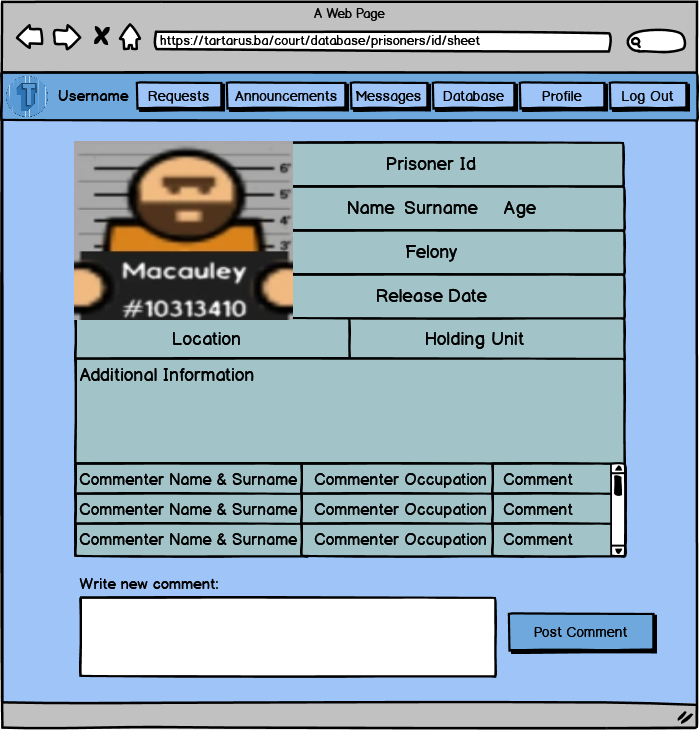 A Web Page
https://tartarus.ba/court/database/prisoners/id/sheet
T Username Requests Announcements Messages Database Profile Log Out
6'
5'
4'
3'
Macauley
#10313410
Prisoner Id
Name Surname Age
Felony
Release Date
Location Holding Unit
Additional Information
Commenter Name & Surname Commenter Occupation Comment
Commenter Name & Surname Commenter Occupation Comment
Commenter Name & Surname Commenter Occupation Comment
Write new comment:
Post Comment